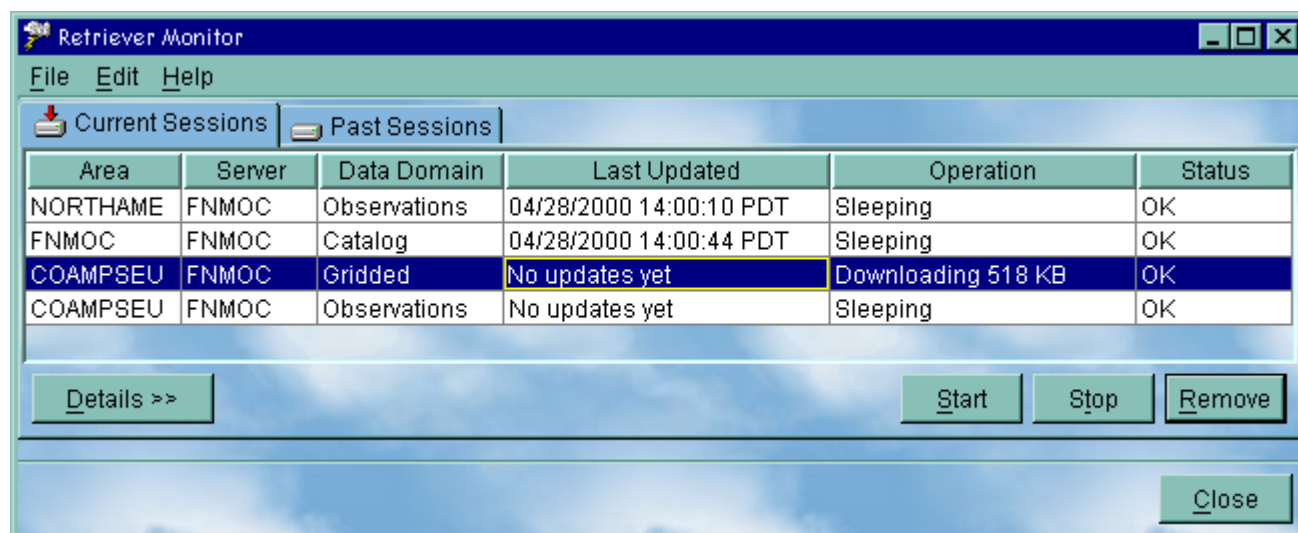 Retriever Monitor
File Edit Help
Current Sessions Past Sessions
Area Server Data Domain Last Updated Operation Status
NORTHAME FNMOC Observations 04/28/2000 14:00:10 PDT Sleeping OK
FNMOC FNMOC Catalog 04/28/2000 14:00:44 PDT Sleeping OK
COAMPSEU FNMOC Gridded No updates yet Downloading 518 KB OK
COAMPSEU FNMOC Observations No updates yet Sleeping OK
Details >> Start Stop Remove
Close